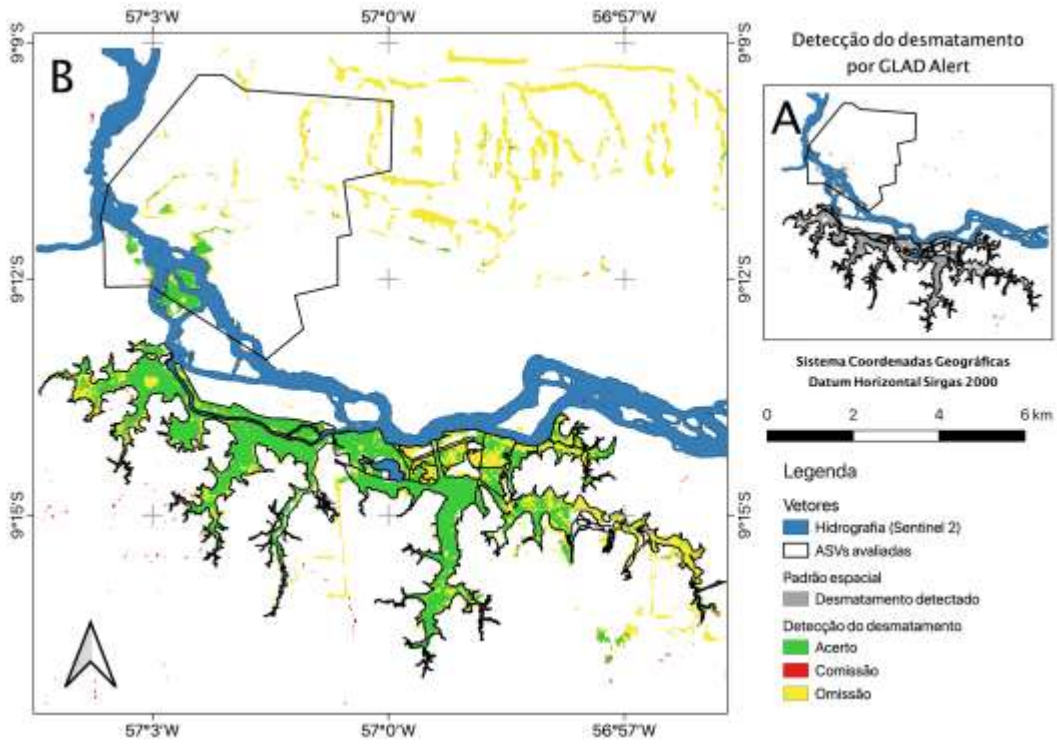 57°3'W 57°0'W 56°57'W
9°9'S 9°9'S
B
9°12'S 9°12'S
9°15'S 9°15'S
57°3'W 57°0'W 56°57'W
Detecção do desmatamento
por GLAD Alert
A
Sistema Coordenadas Geográficas
Datum Horizontal Sirgas 2000
0 2 4 6 km
Legenda
Vetores
Hidrografia (Sentinel 2)
ASVs avaliadas
Padrão espacial
Desmatamento detectado
Detecção do desmatamento
Acerto
Comissão
Omissão